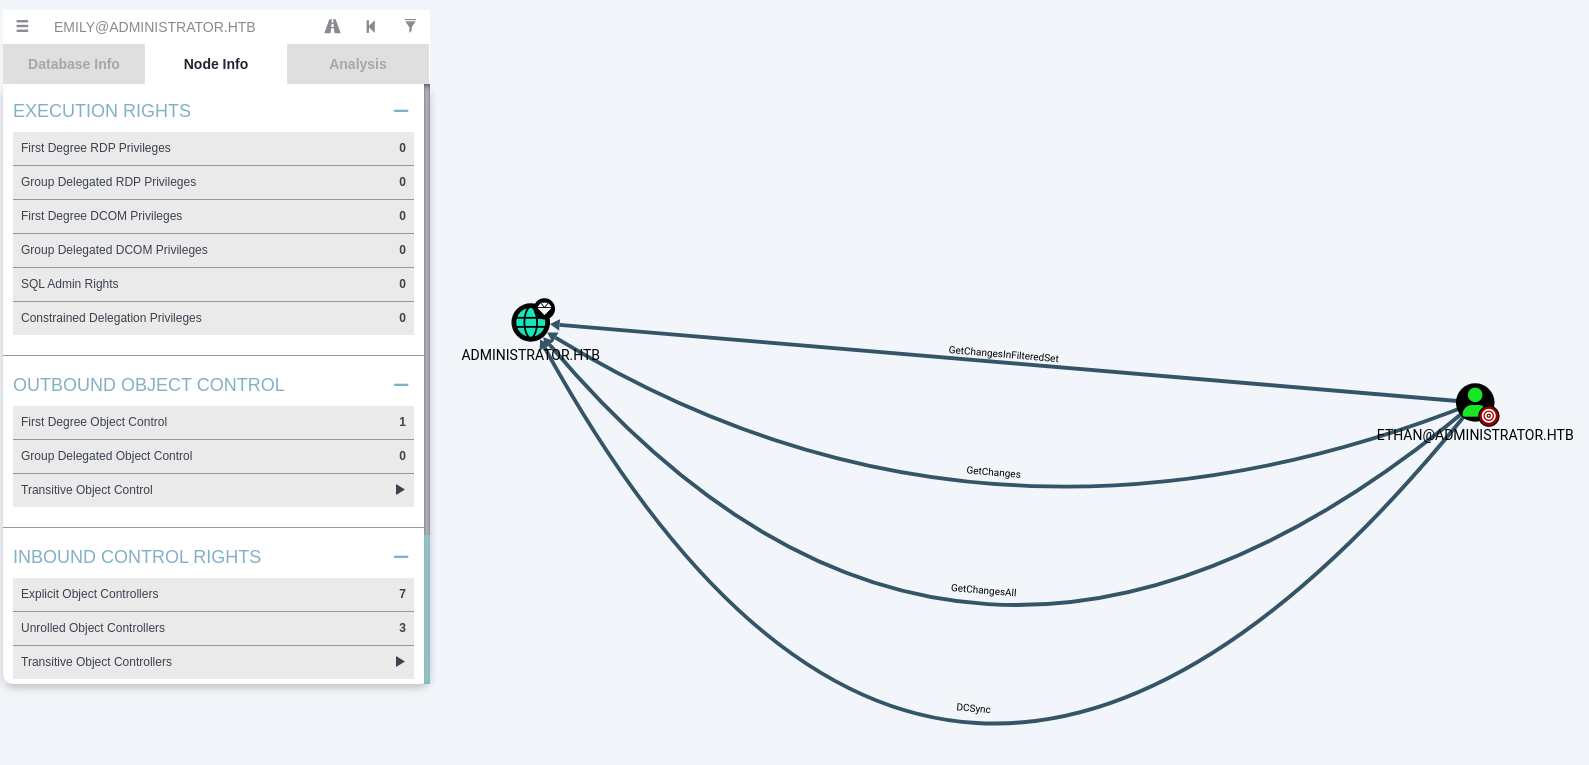 EMILY@ADMINISTRATOR.HTB
Database Info Node Info Analysis
EXECUTION RIGHTS
First Degree RDP Privileges 0
Group Delegated RDP Privileges 0
First Degree DCOM Privileges 0
Group Delegated DCOM Privileges 0
SQL Admin Rights 0
Constrained Delegation Privileges 0
OUTBOUND OBJECT CONTROL
First Degree Object Control 1
Group Delegated Object Control 0
Transitive Object Control
INBOUND CONTROL RIGHTS
Explicit Object Controllers 7
Unrolled Object Controllers 3
Transitive Object Controllers
ADMINISTRATOR.HTB
GetChangesInFilteredSet
ETHAN@ADMINISTRATOR.HTB
GetChanges
GetChangesAll
DCSync